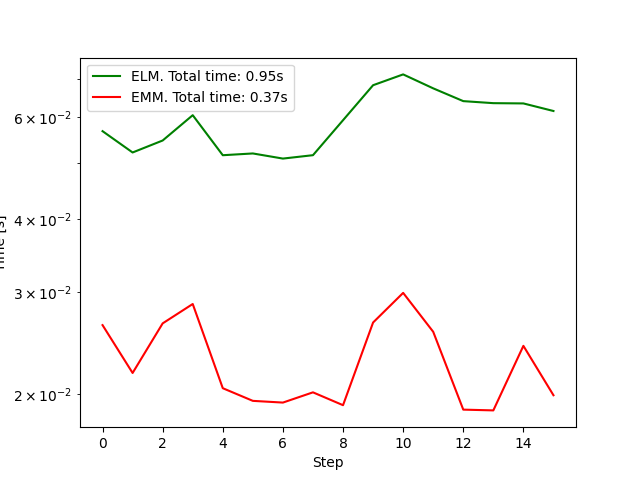 ELM. Total time: 0.95s
EMM. Total time: 0.37s
6 × 10⁻²
4 × 10⁻²
3 × 10⁻²
2 × 10⁻²
Time [s]
0 2 4 6 8 10 12 14
Step